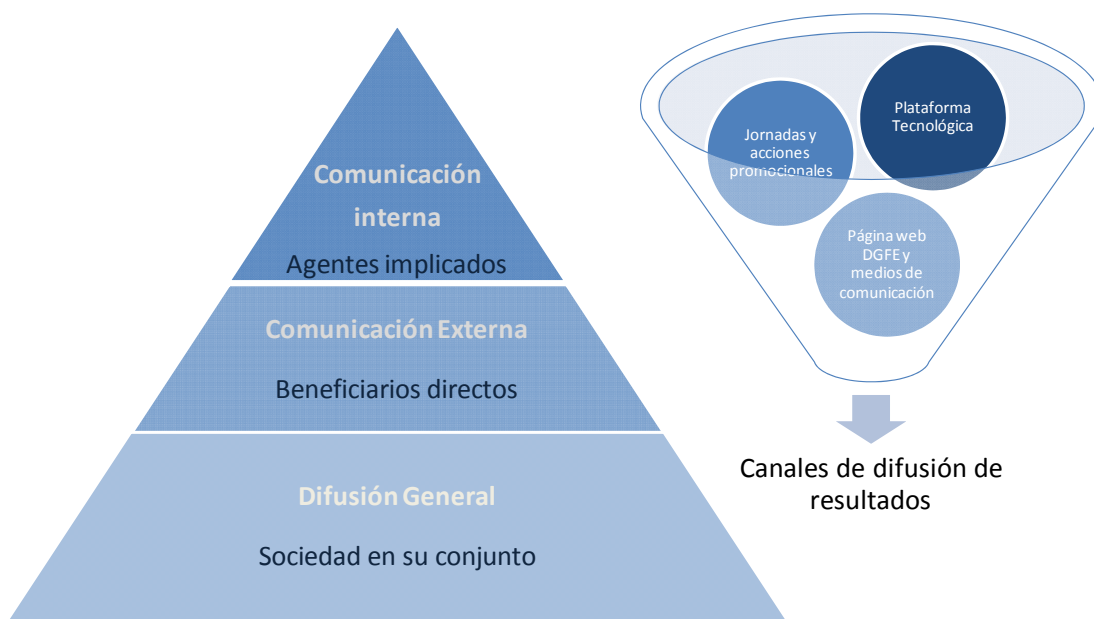 Comunicación
interna
Agentes implicados
Comunicación Externa
Beneficiarios directos
Difusión General
Sociedad en su conjunto
Plataforma
Tecnológica
Jornadas y
acciones
promocionales
Página web
DGFE y
medios de
comunicación
Canales de difusión de
resultados